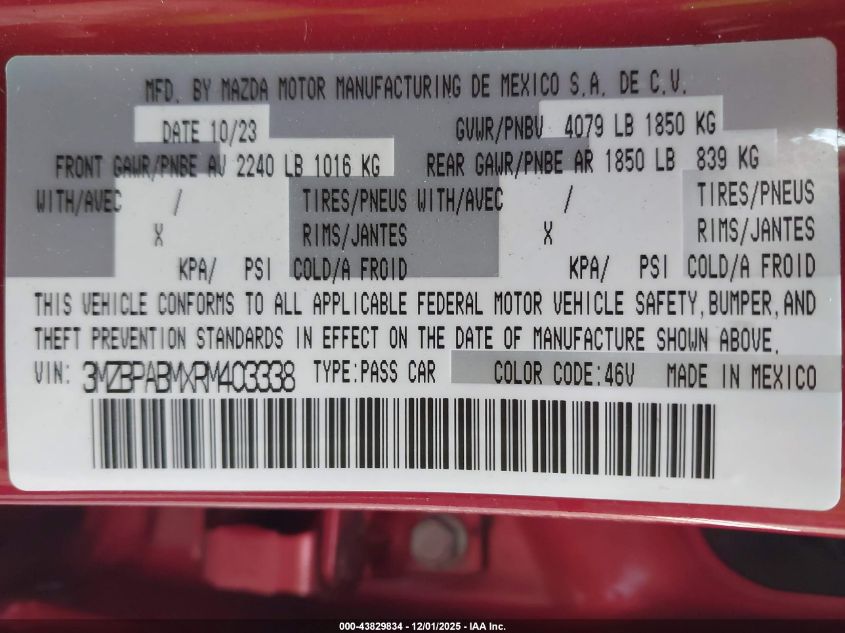 MFD. BY MAZDA MOTOR MANUFACTURING DE MEXICO S.A. DE C.V.
DATE 10/23 GVWR/PNBV 4079 LB 1850 KG
FRONT GAWR/PNBE AV 2240 LB 1016 KG REAR GAWR/PNBE AR 1850 LB 839 KG
WITH/AVEC / TIRES/PNEUS WITH/AVEC / TIRES/PNEUS
X RIMS/JANTES X RIMS/JANTES
KPA/ PSI COLD/A FROID KPA/ PSI COLD/A FROID
THIS VEHICLE CONFORMS TO ALL APPLICABLE FEDERAL MOTOR VEHICLE SAFETY, BUMPER, AND
THEFT PREVENTION STANDARDS IN EFFECT ON THE DATE OF MANUFACTURE SHOWN ABOVE.
VIN: 3MZBPABMXRM403338 TYPE:PASS CAR COLOR CODE:46V MADE IN MEXICO
000-43829834 - 12/01/2025 - IAA Inc.